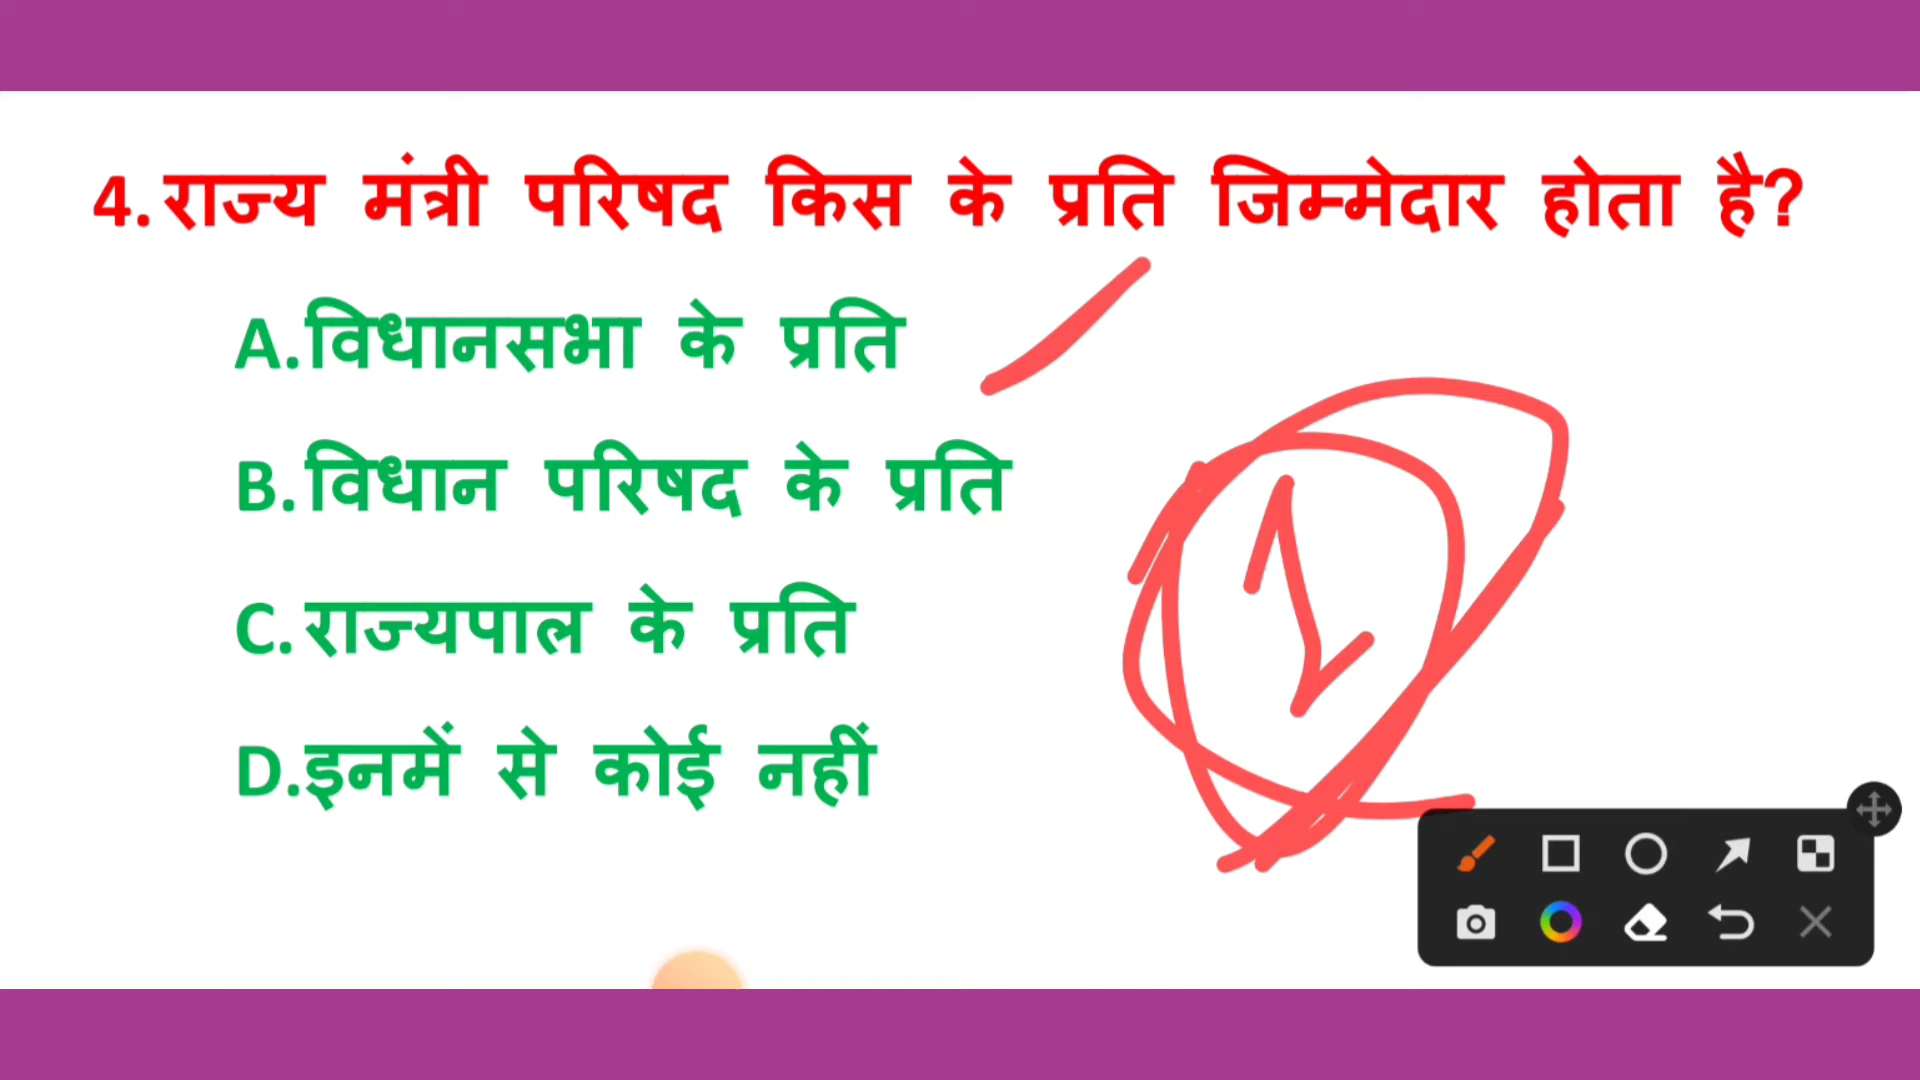 4.राज्य मंत्री परिषद किस के प्रति जिम्मेदार होता है?
A.विधानसभा के प्रति
B.विधान परिषद के प्रति
C.राज्यपाल के प्रति
D.इनमें से कोई नहीं